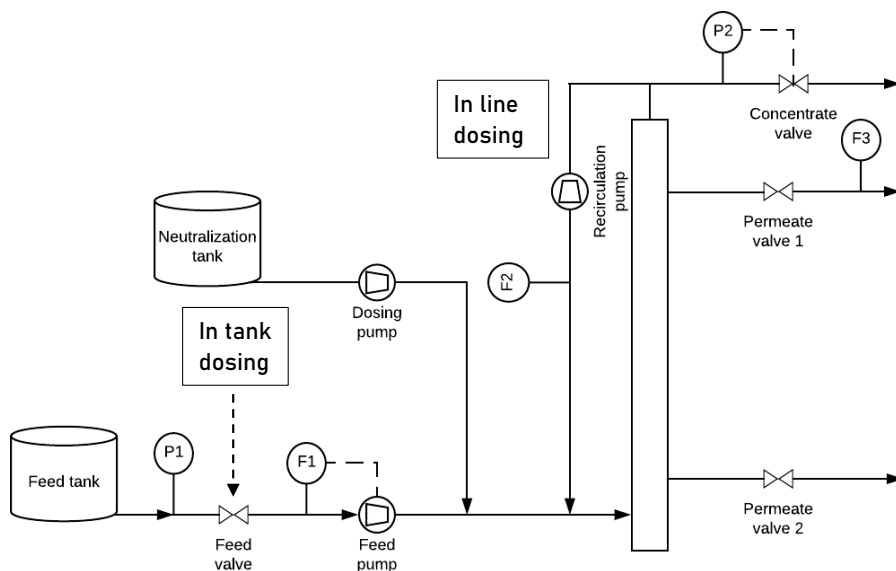 P2
In line
dosing
Concentrate
valve
F3
Recirculation
pump
Neutralization
tank
Permeate
valve 1
F2
Dosing
pump
In tank
dosing
P1
F1
Feed tank
Permeate
valve 2
Feed
valve
Feed
pump